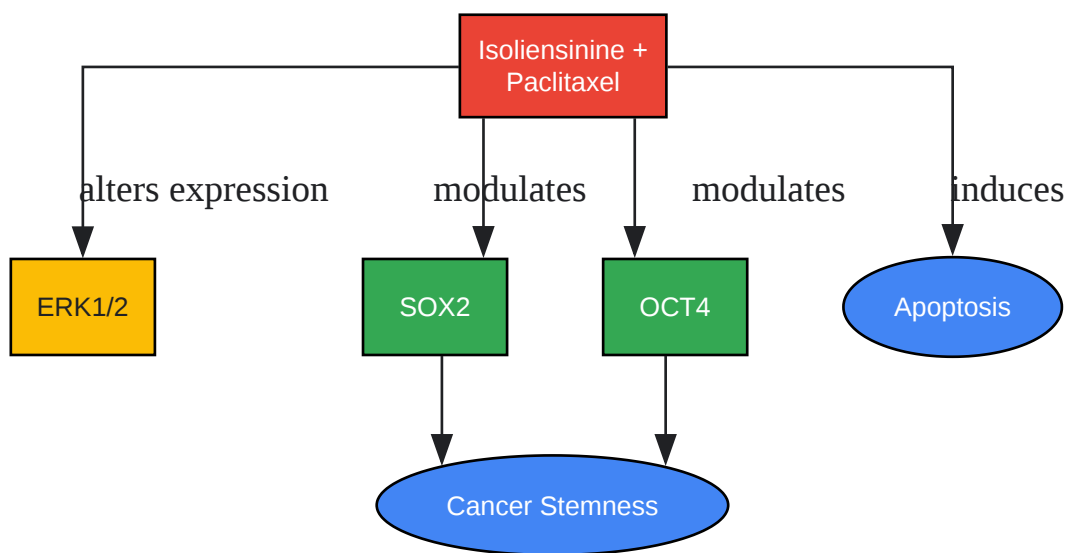 Isoliensinine +
Paclitaxel
alters expression
modulates
modulates
induces
ERK1/2
SOX2
OCT4
Apoptosis
Cancer Stemness